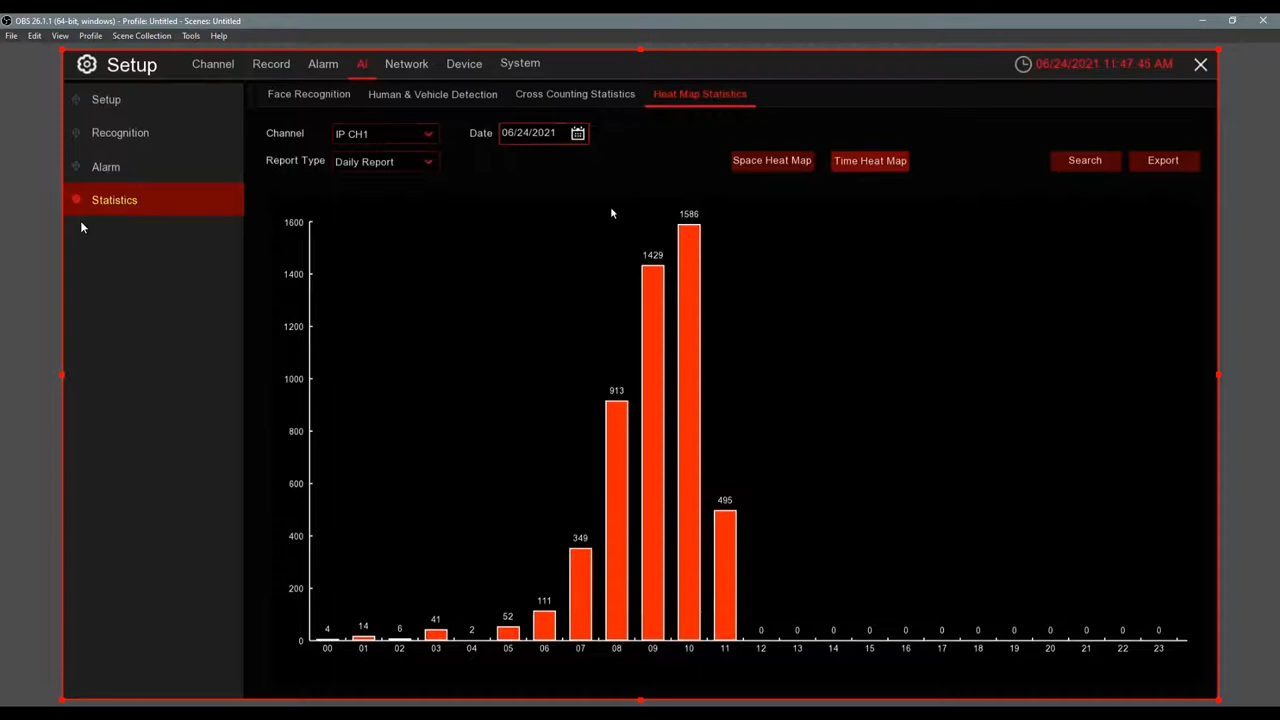 OBS 26.1.1 (64-bit, windows) - Profile: Untitled - Scenes: Untitled
File Edit View Profile Scene Collection Tools Help
Setup Channel Record Alarm AI Network Device System 06/24/2021 11:47:45 AM
Setup
Recognition
Alarm
Statistics
Face Recognition Human & Vehicle Detection Cross Counting Statistics Heat Map Statistics
Channel IP CH1 Date 06/24/2021
Report Type Daily Report Space Heat Map Time Heat Map Search Export
1600
1400
1200
1000
800
600
400
200
0
4 14 6 41 2 52 111 349 913 1429 1586 495 0 0 0 0 0 0 0 0 0 0 0 0
00 01 02 03 04 05 06 07 08 09 10 11 12 13 14 15 16 17 18 19 20 21 22 23